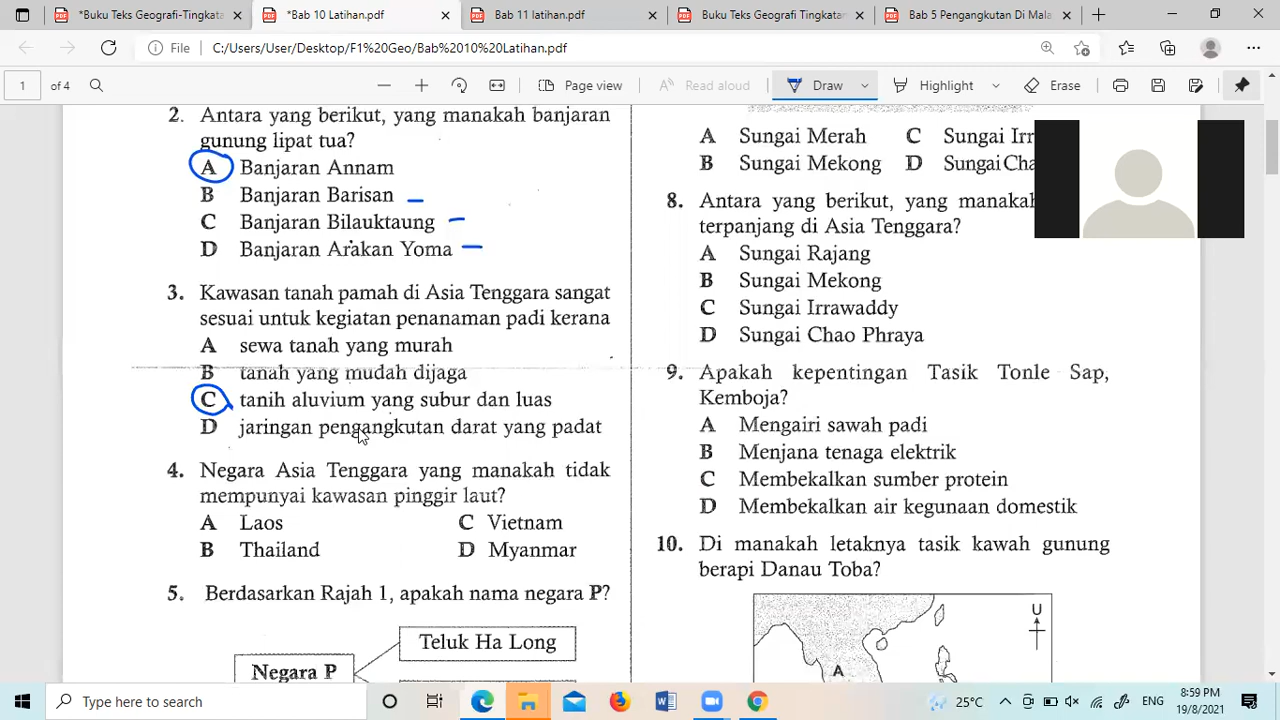 *Buku Teks Geografi-Tingkata
*Bab 10 Latihan.pdf
Bab 11 latihan.pdf
Buku Teks Geografi Tingkatan
Bab 5 Pengangkutan Di Mala
File
C:/Users/User/Desktop/F1%20Geo/Bab%2010%20Latihan.pdf
1 of 4
Page view
Read aloud
Draw
Highlight
Erase
2. Antara yang berikut, yang manakah banjaran
gunung lipat tua?
A Banjaran Annam
B Banjaran Barisan
C Banjaran Bilauktaung
D Banjaran Arakan Yoma
3. Kawasan tanah pamah di Asia Tenggara sangat
sesuai untuk kegiatan penanaman padi kerana
A sewa tanah yang murah
B tanah yang mudah dijaga
C tanih aluvium yang subur dan luas
D jaringan pengangkutan darat yang padat
4. Negara Asia Tenggara yang manakah tidak
mempunyai kawasan pinggir laut?
A Laos C Vietnam
B Thailand D Myanmar
5. Berdasarkan Rajah 1, apakah nama negara P?
Teluk Ha Long
Negara P
A Sungai Merah C Sungai Irr
B Sungai Mekong D Sungai Cha
8. Antara yang berikut, yang manakah
terpanjang di Asia Tenggara?
A Sungai Rajang
B Sungai Mekong
C Sungai Irrawaddy
D Sungai Chao Phraya
9. Apakah kepentingan Tasik Tonle Sap,
Kemboja?
A Mengairi sawah padi
B Menjana tenaga elektrik
C Membekalkan sumber protein
D Membekalkan air kegunaan domestik
10. Di manakah letaknya tasik kawah gunung
berapi Danau Toba?
U
A
Type here to search
25°C
ENG
8:59 PM
19/8/2021